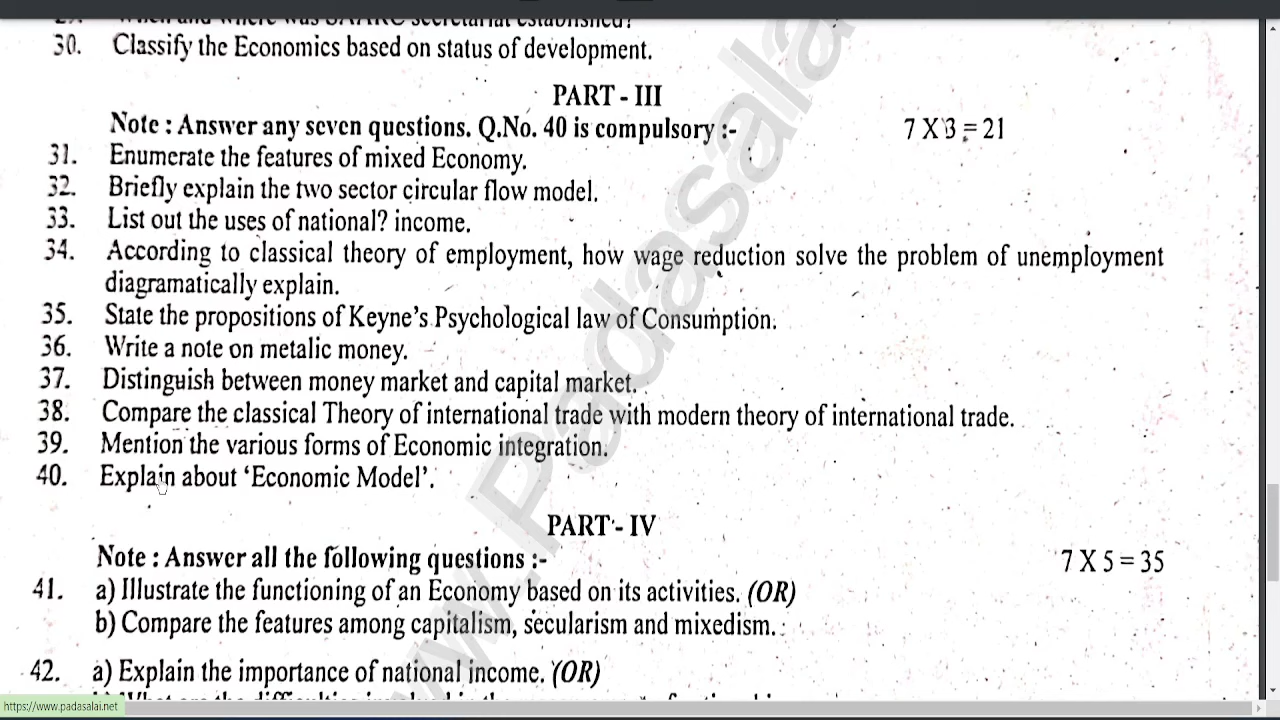 30. Classify the Economics based on status of development.
PART - III
Note : Answer any seven questions. Q.No. 40 is compulsory :- 7 X 3 = 21
31. Enumerate the features of mixed Economy.
32. Briefly explain the two sector circular flow model.
33. List out the uses of national? income.
34. According to classical theory of employment, how wage reduction solve the problem of unemployment
diagramatically explain.
35. State the propositions of Keyne's Psychological law of Consumption.
36. Write a note on metalic money.
37. Distinguish between money market and capital market.
38. Compare the classical Theory of international trade with modern theory of international trade.
39. Mention the various forms of Economic integration.
40. Explain about ‘Economic Model’.
PART - IV
Note : Answer all the following questions :- 7 X 5 = 35
41. a) Illustrate the functioning of an Economy based on its activities. (OR)
b) Compare the features among capitalism, secularism and mixedism.
42. a) Explain the importance of national income. (OR)
www.Padasalai
https://www.padasalai.net